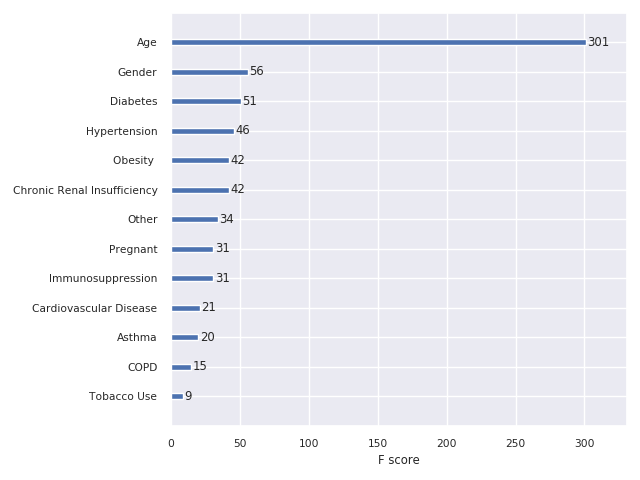 Age 301
Gender 56
Diabetes 51
Hypertension 46
Obesity 42
Chronic Renal Insufficiency 42
Other 34
Pregnant 31
Immunosuppression 31
Cardiovascular Disease 21
Asthma 20
COPD 15
Tobacco Use 9
0 50 100 150 200 250 300
F score